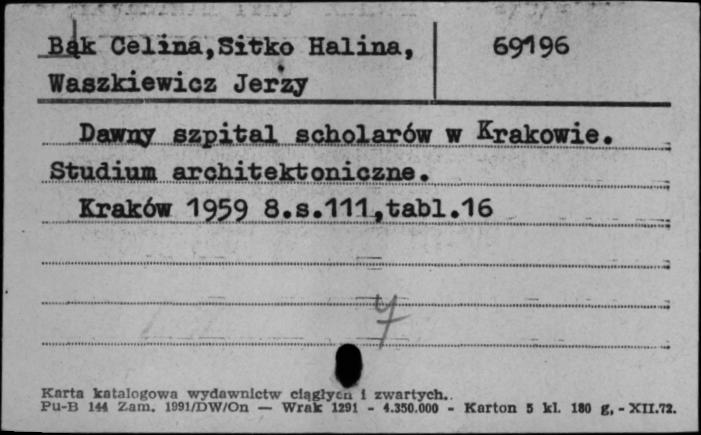 Bąk Celina, Sitko Halina, 69196
Waszkiewicz Jerzy
Dawny szpital scholarów w Krakowie.
Studium architektoniczne.
Kraków 1959 8.s.111,tabl.16
4
Karta katalogowa wydawnictw ciągłych i zwartych.
Pu-B 144 Zam. 1991/DW/On — Wrak 1291 - 4.350.000 - Karton 5 kl. 180 g, - XII.72.